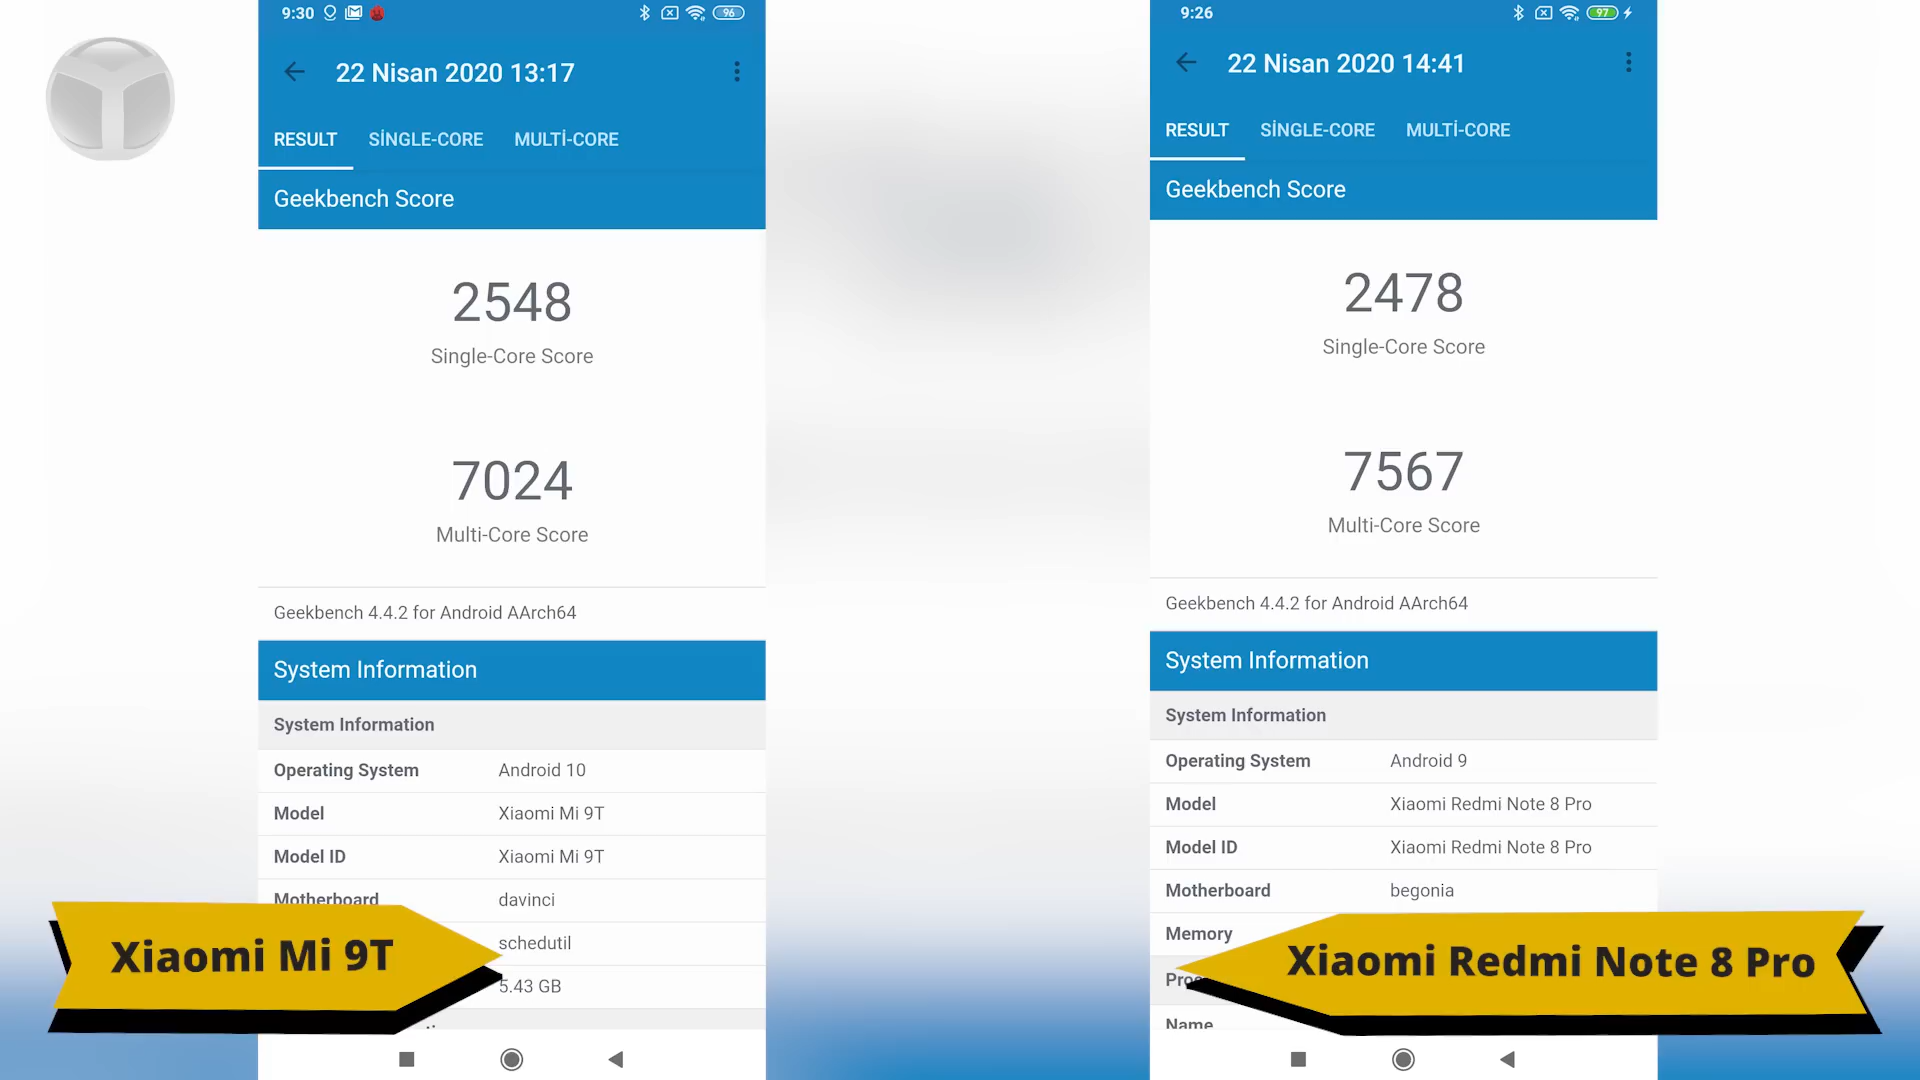 9:30
96
22 Nisan 2020 13:17
RESULT SİNGLE-CORE MULTİ-CORE
Geekbench Score
2548
Single-Core Score
7024
Multi-Core Score
Geekbench 4.4.2 for Android AArch64
System Information
System Information
Operating System Android 10
Model Xiaomi Mi 9T
Model ID Xiaomi Mi 9T
Motherboard davinci
schedutil
5.43 GB
Xiaomi Mi 9T
9:26
97
22 Nisan 2020 14:41
RESULT SİNGLE-CORE MULTİ-CORE
Geekbench Score
2478
Single-Core Score
7567
Multi-Core Score
Geekbench 4.4.2 for Android AArch64
System Information
System Information
Operating System Android 9
Model Xiaomi Redmi Note 8 Pro
Model ID Xiaomi Redmi Note 8 Pro
Motherboard begonia
Memory
Name
Xiaomi Redmi Note 8 Pro